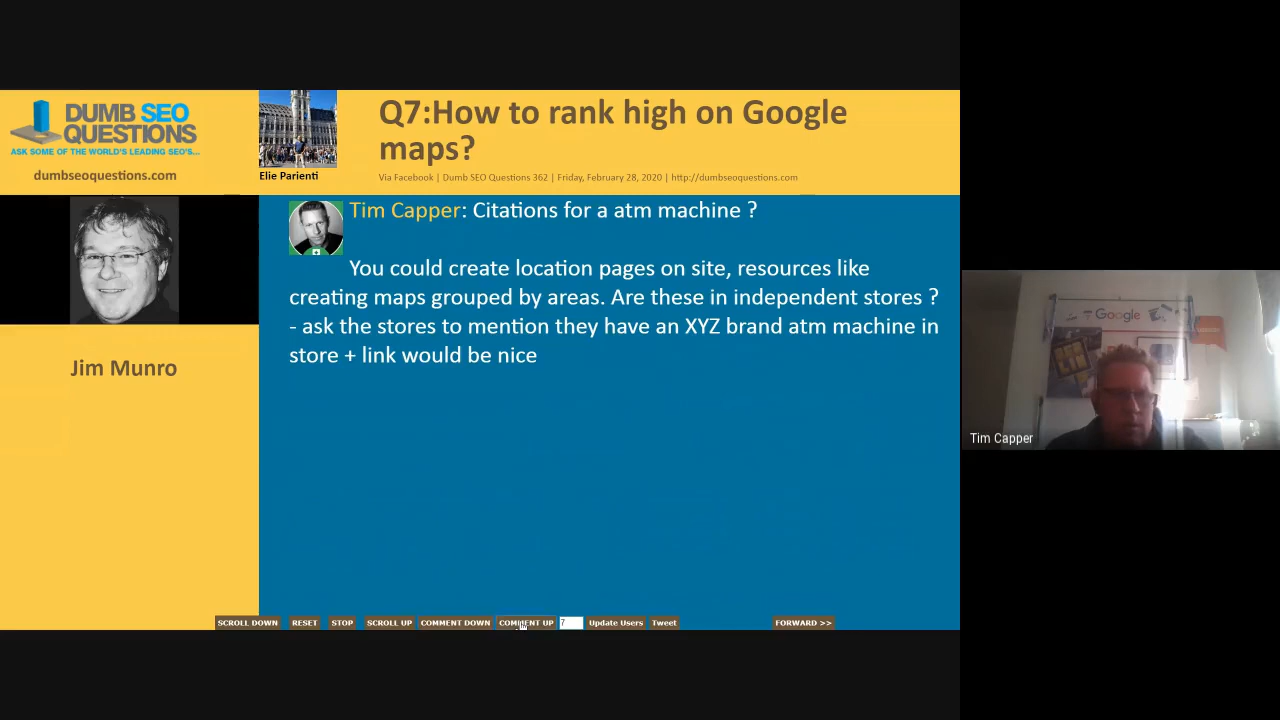 DUMB SEO
QUESTIONS
ASK SOME OF THE WORLD'S LEADING SEO'S...
dumbseoquestions.com
Elie Parienti
Q7:How to rank high on Google
maps?
Via Facebook | Dumb SEO Questions 362 | Friday, February 28, 2020 | http://dumbseoquestions.com
Jim Munro
Tim Capper: Citations for a atm machine ?
You could create location pages on site, resources like
creating maps grouped by areas. Are these in independent stores ?
- ask the stores to mention they have an XYZ brand atm machine in
store + link would be nice
Google
Tim Capper
SCROLL DOWN RESET STOP SCROLL UP COMMENT DOWN COMMENT UP 7 Update Users Tweet FORWARD >>